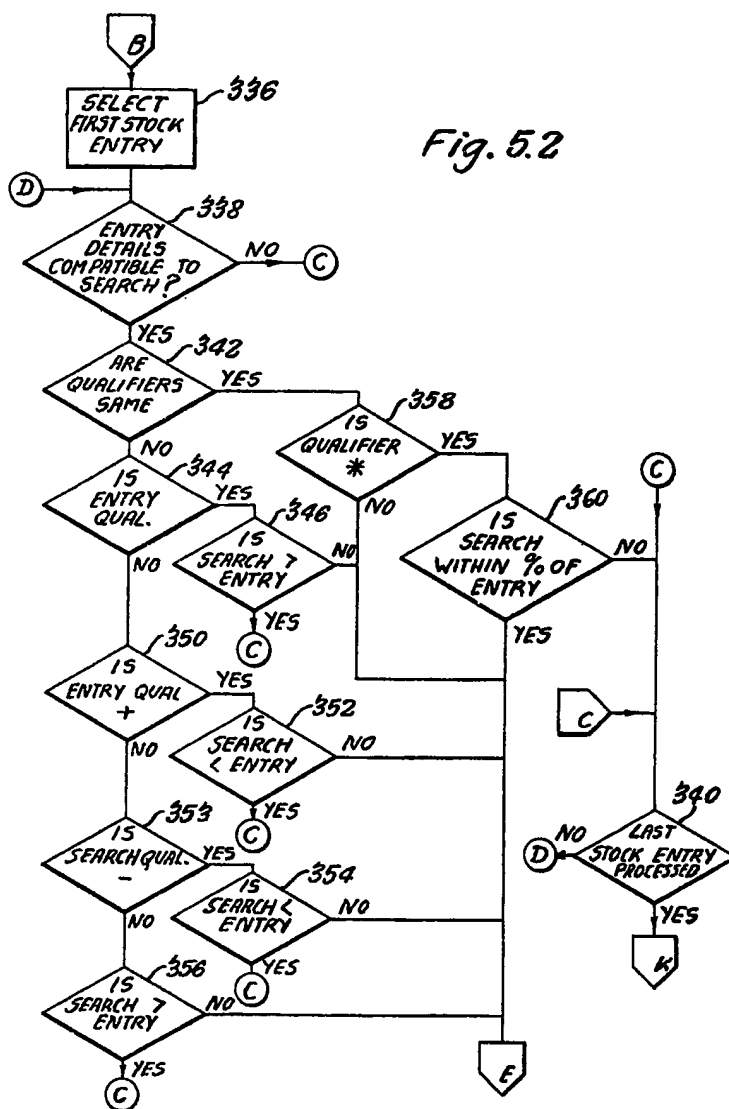 B
SELECT
FIRST STOCK
ENTRY
336
Fig. 5.2
D
338
ENTRY
DETAILS
COMPATIBLE TO
SEARCH?
NO
C
YES
342
ARE
QUALIFIERS
SAME
YES
NO
358
IS
QUALIFIER
*
YES
NO
344
IS
ENTRY
QUAL.
YES
NO
346
IS
SEARCH >
ENTRY
NO
YES
C
360
IS
SEARCH
WITHIN % OF
ENTRY
NO
YES
C
350
IS
ENTRY QUAL
+
YES
NO
352
IS
SEARCH
< ENTRY
NO
YES
C
C
353
IS
SEARCH QUAL.
-
YES
NO
354
IS
SEARCH <
ENTRY
NO
YES
C
340
LAST
STOCK ENTRY
PROCESSED
NO
D
YES
K
356
IS
SEARCH >
ENTRY
NO
YES
C
E